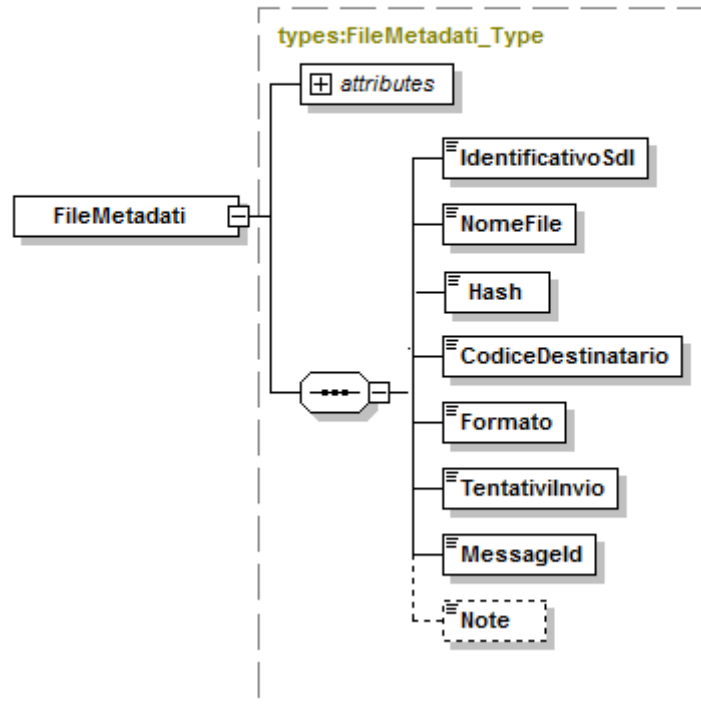 types:FileMetadati_Type
attributes
IdentificativoSdI
FileMetadati
NomeFile
Hash
CodiceDestinatario
Formato
TentativiInvio
MessageId
Note